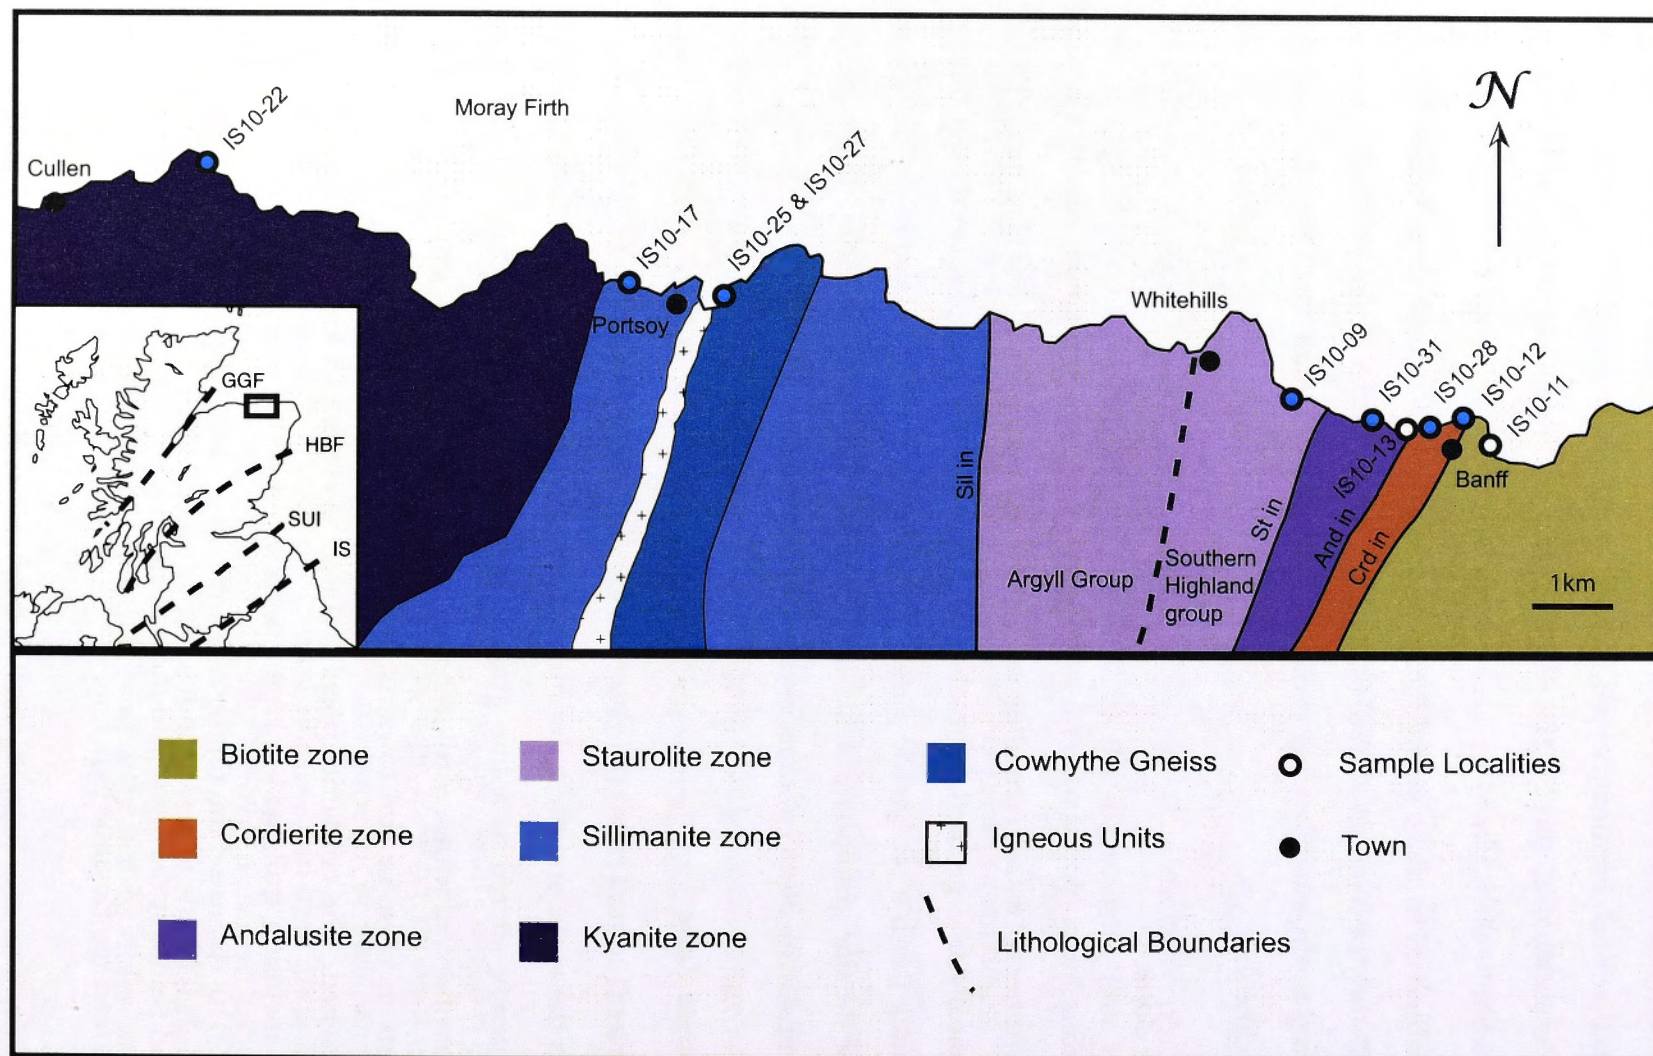 Moray Firth
N
Cullen
IS10-22
IS10-17
IS10-25 & IS10-27
Portsoy
Whitehills
IS10-09
IS10-31
IS10-28
IS10-12
IS10-11
IS10-13
Banff
Sill in
St in
And in
Crd in
Argyll Group
Southern
Highland
group
1km
GGF
HBF
SUI
IS
Biotite zone
Cordierite zone
Andalusite zone
Staurolite zone
Sillimanite zone
Kyanite zone
Cowhythe Gneiss
Igneous Units
Lithological Boundaries
Sample Localities
Town